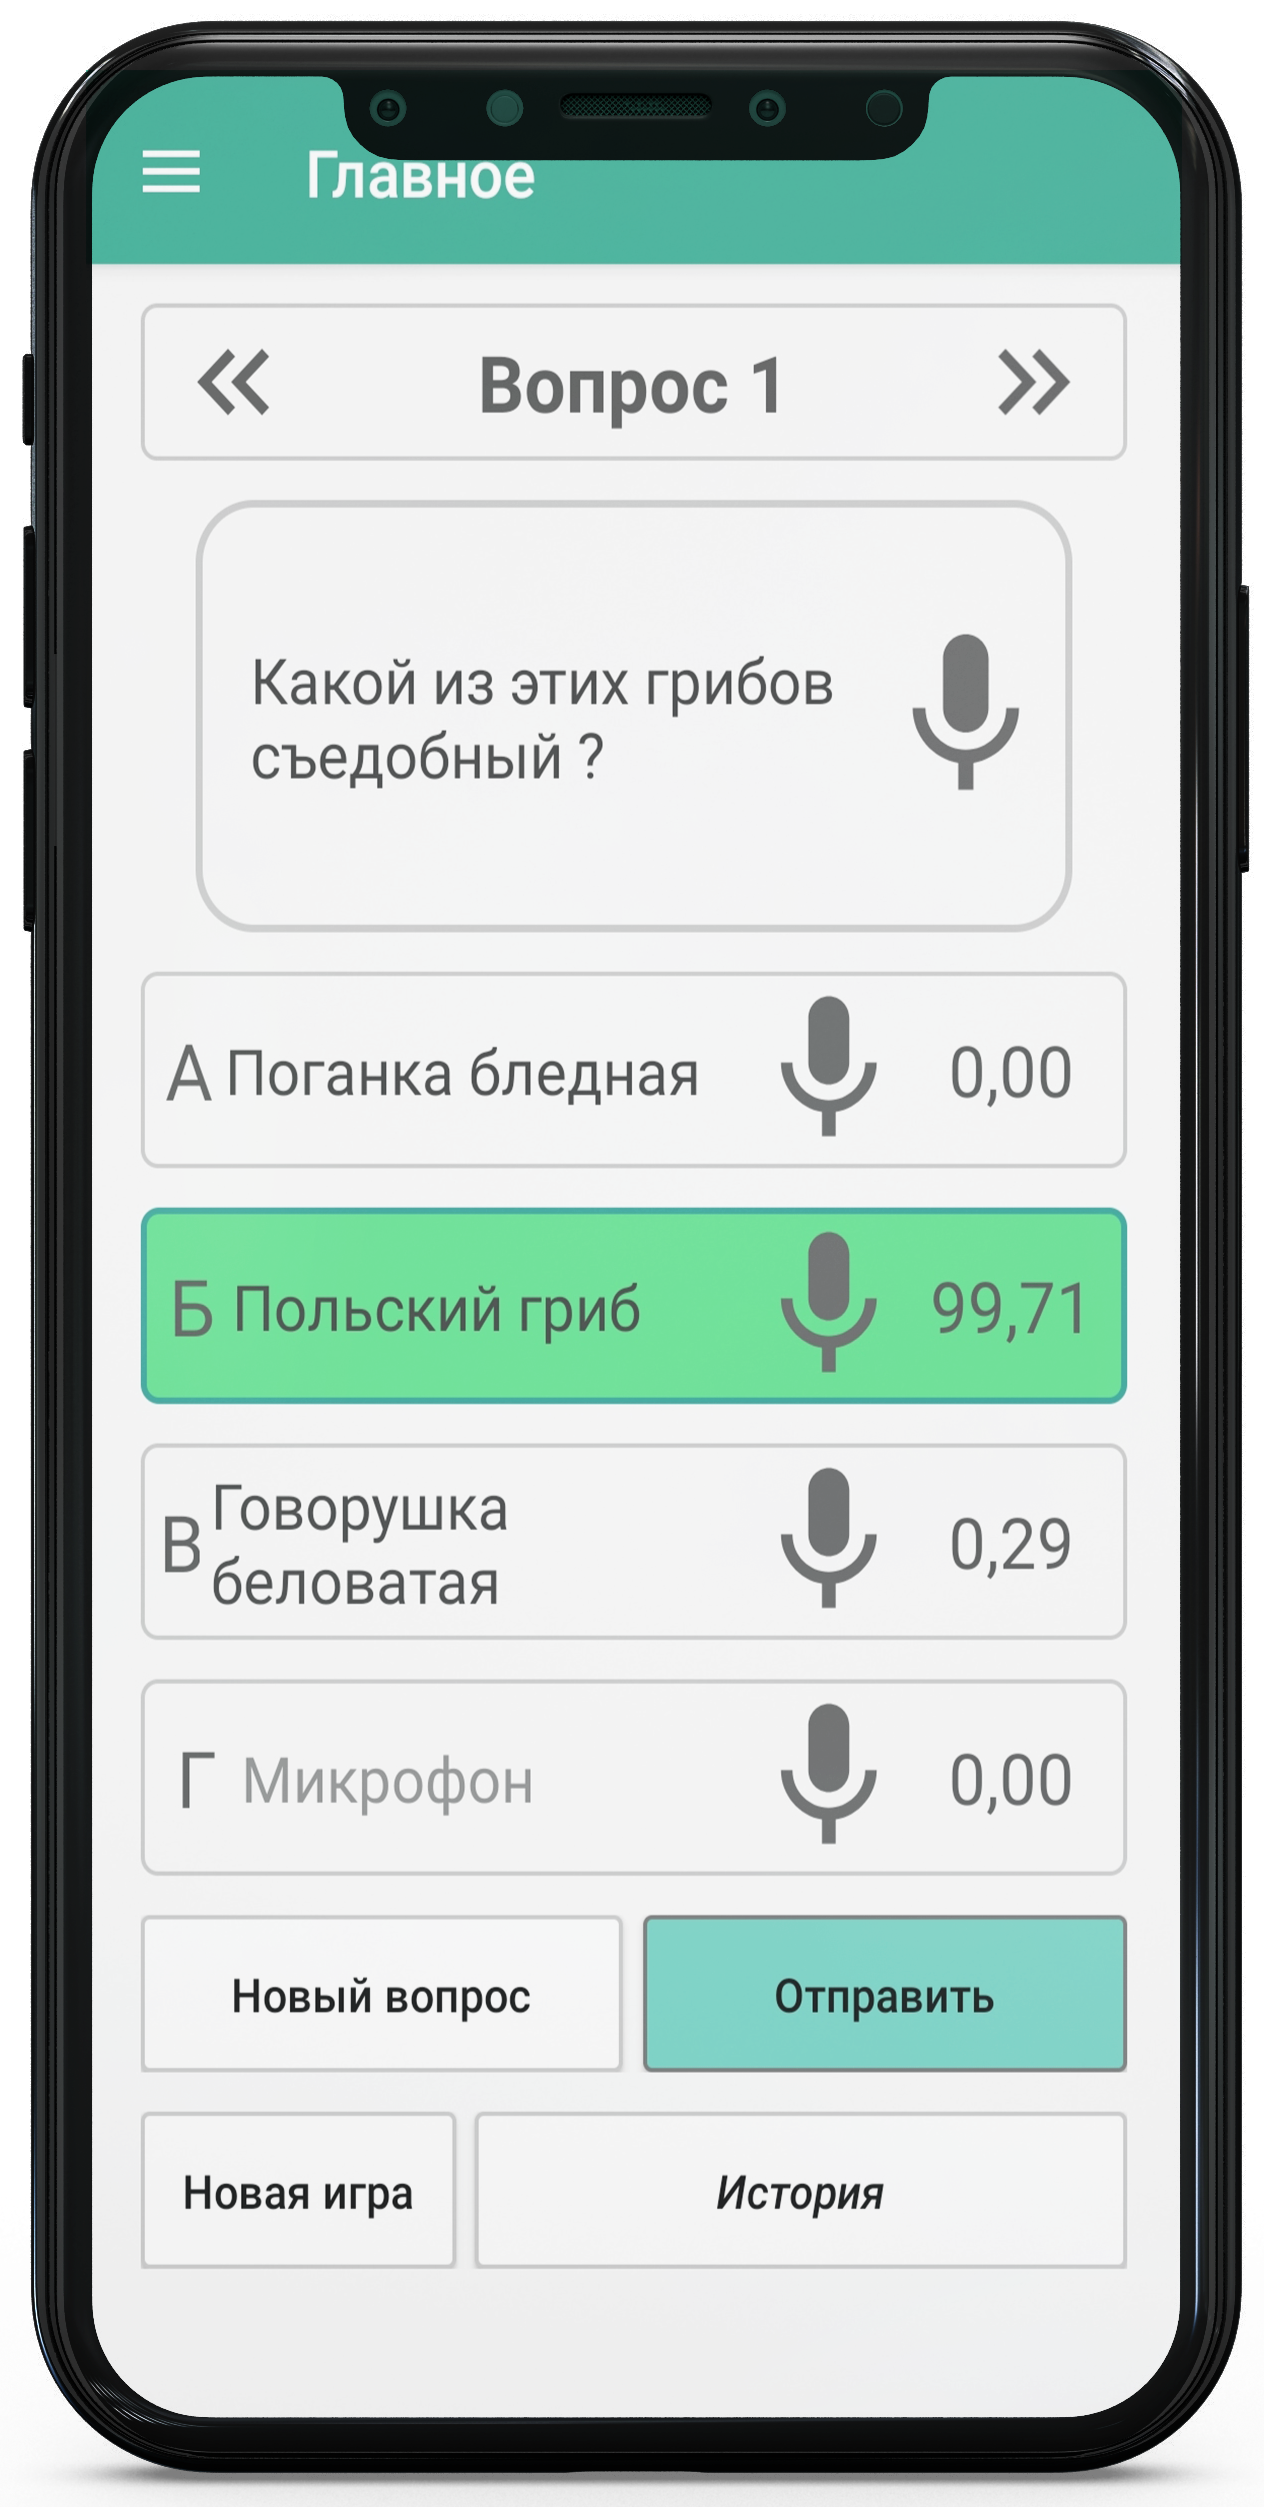 Главное
Вопрос 1
Какой из этих грибов
съедобный ?
А Поганка бледная 0,00
Б Польский гриб 99,71
В Говорушка
беловатая 0,29
Г Микрофон 0,00
Новый вопрос Отправить
Новая игра История